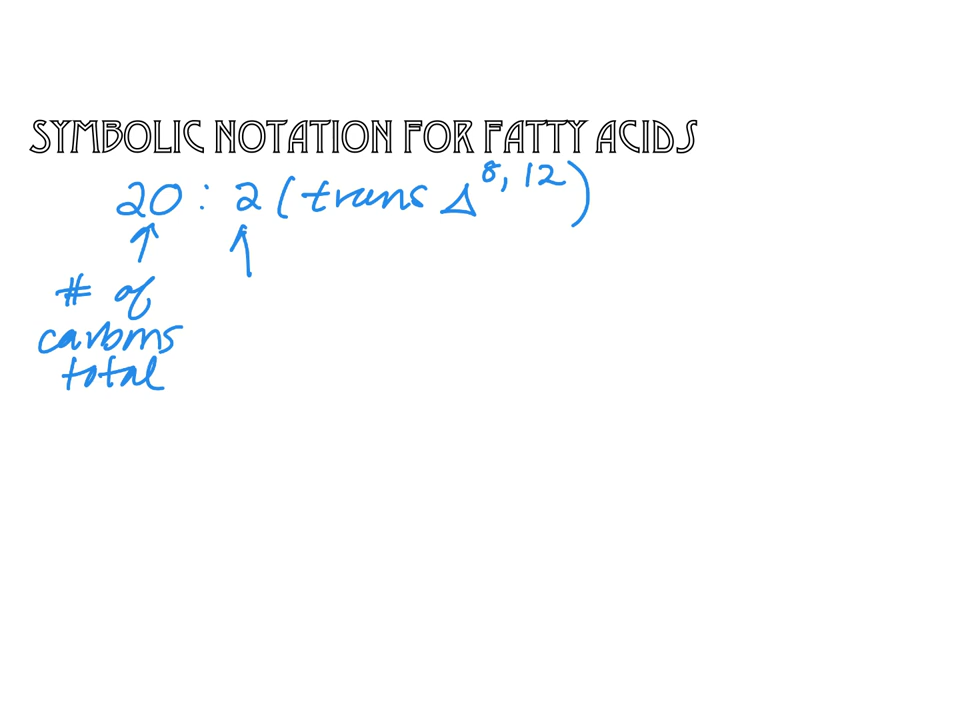 SYMBOLIC NOTATION FOR FATTY ACIDS
20 : 2 (trans Δ⁸, ¹²)
# of
carbons
total